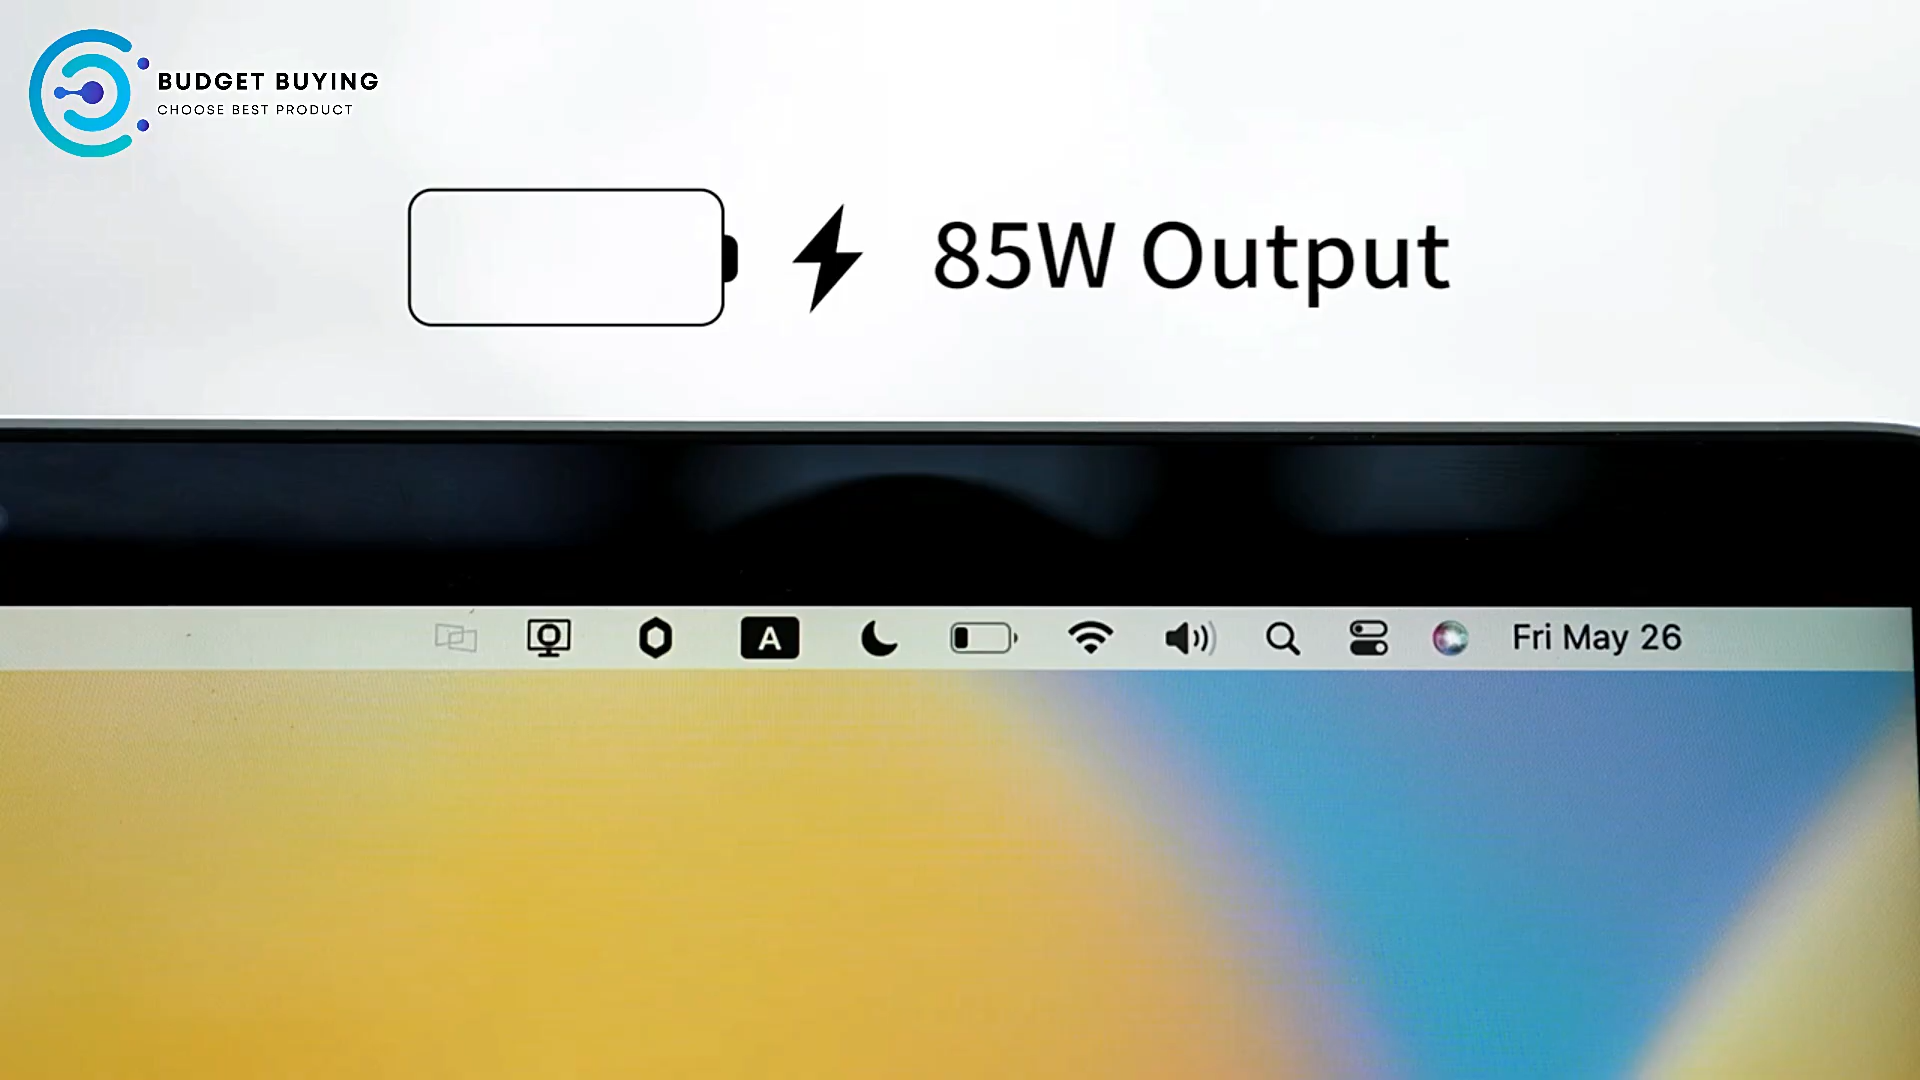 BUDGET BUYING
CHOOSE BEST PRODUCT
85W Output
A
Fri May 26